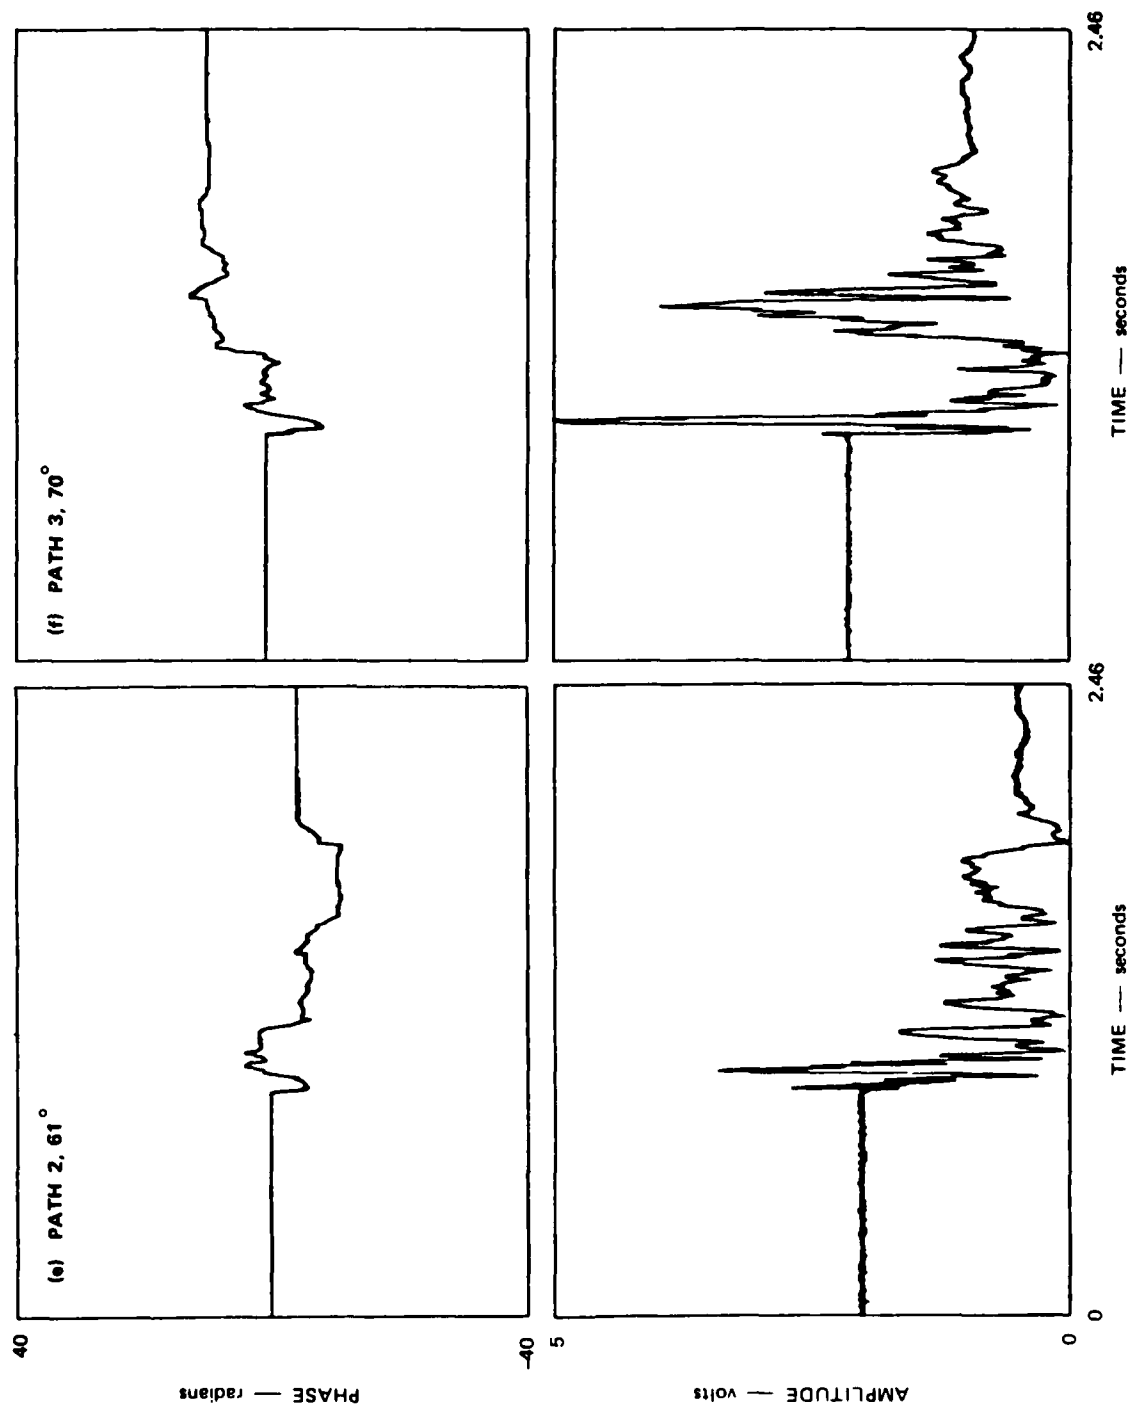 (e) PATH 2, 61°
(f) PATH 3, 70°
40
-40
PHASE — radians
5
0
AMPLITUDE — volts
0
2.46
2.46
TIME — seconds
TIME — seconds